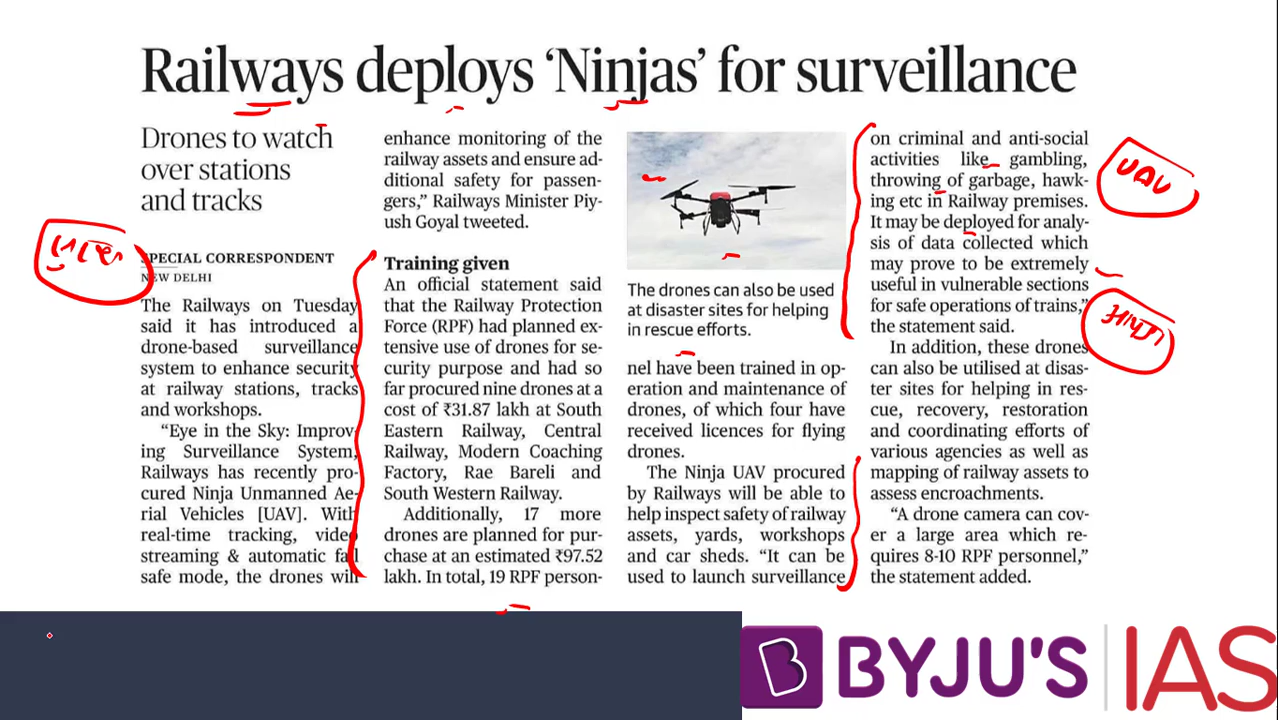 Railways deploys ‘Ninjas’ for surveillance
Drones to watch
over stations
and tracks
SPECIAL CORRESPONDENT
NEW DELHI
The Railways on Tuesday
said it has introduced a
drone-based surveillance
system to enhance security
at railway stations, tracks
and workshops.
“Eye in the Sky: Improv-
ing Surveillance System,
Railways has recently pro-
cured Ninja Unmanned Ae-
rial Vehicles [UAV]. With
real-time tracking, video
streaming & automatic fail
safe mode, the drones will
enhance monitoring of the
railway assets and ensure ad-
ditional safety for passen-
gers,” Railways Minister Piy-
ush Goyal tweeted.
Training given
An official statement said
that the Railway Protection
Force (RPF) had planned ex-
tensive use of drones for se-
curity purpose and had so
far procured nine drones at a
cost of ₹31.87 lakh at South
Eastern Railway, Central
Railway, Modern Coaching
Factory, Rae Bareli and
South Western Railway.
Additionally, 17 more
drones are planned for pur-
chase at an estimated ₹97.52
lakh. In total, 19 RPF person-
The drones can also be used
at disaster sites for helping
in rescue efforts.
nel have been trained in op-
eration and maintenance of
drones, of which four have
received licences for flying
drones.
The Ninja UAV procured
by Railways will be able to
help inspect safety of railway
assets, yards, workshops
and car sheds. “It can be
used to launch surveillance
on criminal and anti-social
activities like gambling,
throwing of garbage, hawk-
ing etc in Railway premises.
It may be deployed for analy-
sis of data collected which
may prove to be extremely
useful in vulnerable sections
for safe operations of trains,”
the statement said.
In addition, these drones
can also be utilised at disas-
ter sites for helping in res-
cue, recovery, restoration
and coordinating efforts of
various agencies as well as
mapping of railway assets to
assess encroachments.
“A drone camera can cov-
er a large area which re-
quires 8-10 RPF personnel,”
the statement added.
UAV
BYJU'S | IAS